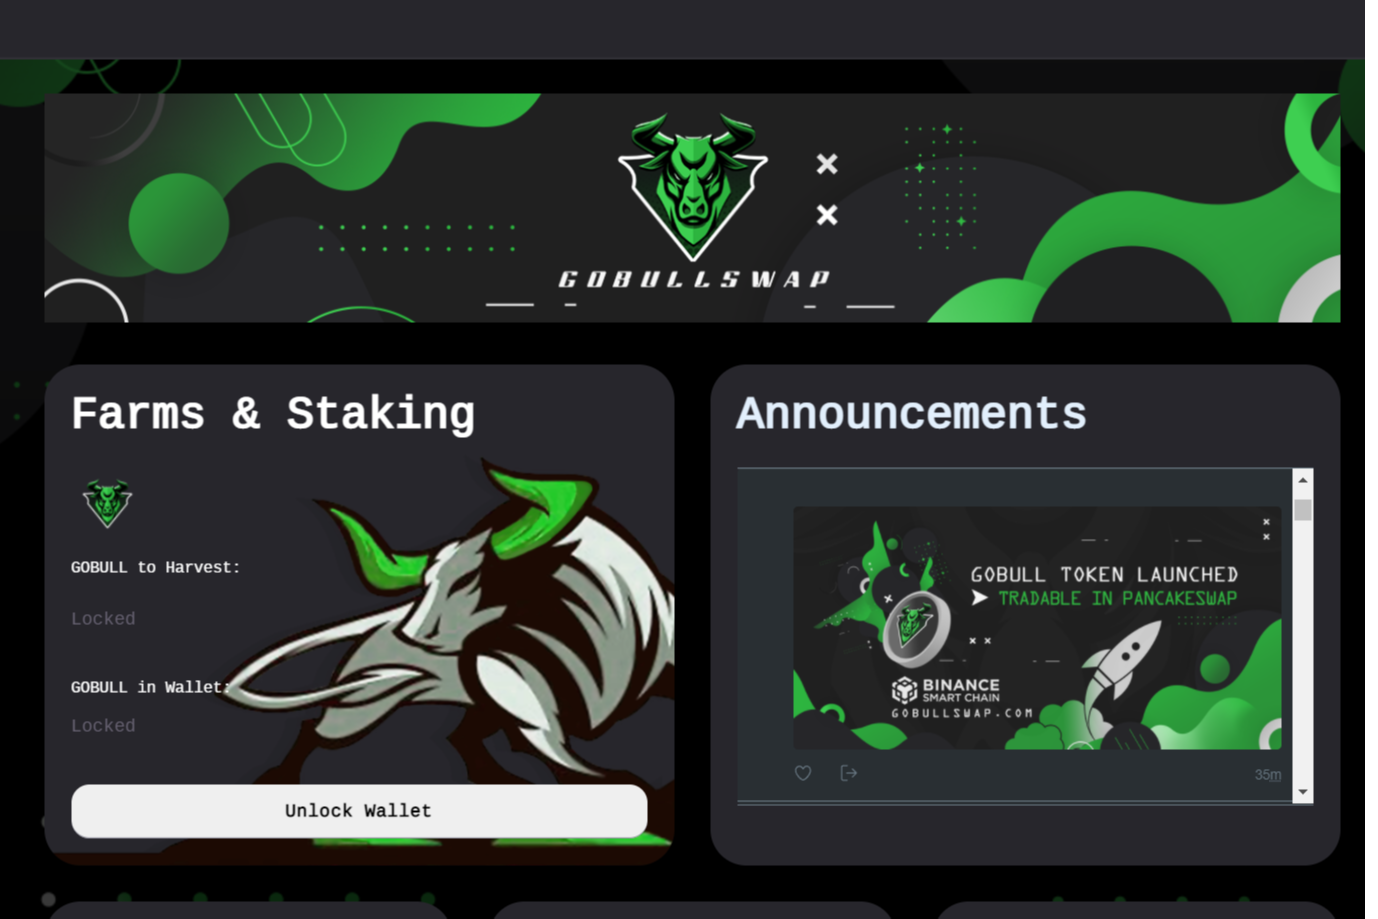 GOBULLSWAP
Farms & Staking
GOBULL to Harvest:
Locked
GOBULL in Wallet:
Locked
Unlock Wallet
Announcements
GOBULL TOKEN LAUNCHED
TRADABLE IN PANCAKESWAP
BINANCE
SMART CHAIN
GOBULLSWAP.COM
35m